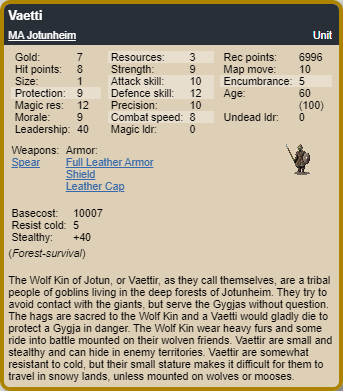 Vaetti
MA Jotunheim Unit
Gold: 7 Resources: 3 Rec points: 6996
Hit points: 8 Strength: 9 Map move: 10
Size: 1 Attack skill: 10 Encumbrance: 5
Protection: 9 Defence skill: 12 Age: 60
Magic res: 12 Precision: 10 (100)
Morale: 9 Combat speed: 8 Undead ldr: 0
Leadership: 40 Magic ldr: 0
Weapons: Armor:
Spear Full Leather Armor
Shield
Leather Cap
Basecost: 10007
Resist cold: 5
Stealthy: +40
(Forest-survival)
The Wolf Kin of Jotun, or Vaettir, as they call themselves, are a tribal
people of goblins living in the deep forests of Jotunheim. They try to
avoid contact with the giants, but serve the Gygjas without question.
The hags are sacred to the Wolf Kin and a Vaetti would gladly die to
protect a Gygja in danger. The Wolf Kin wear heavy furs and some
ride into battle mounted on their wolven friends. Vaettir are small and
stealthy and can hide in enemy territories. Vaettir are somewhat
resistant to cold, but their small stature makes it difficult for them to
travel in snowy lands, unless mounted on wolves or mooses.